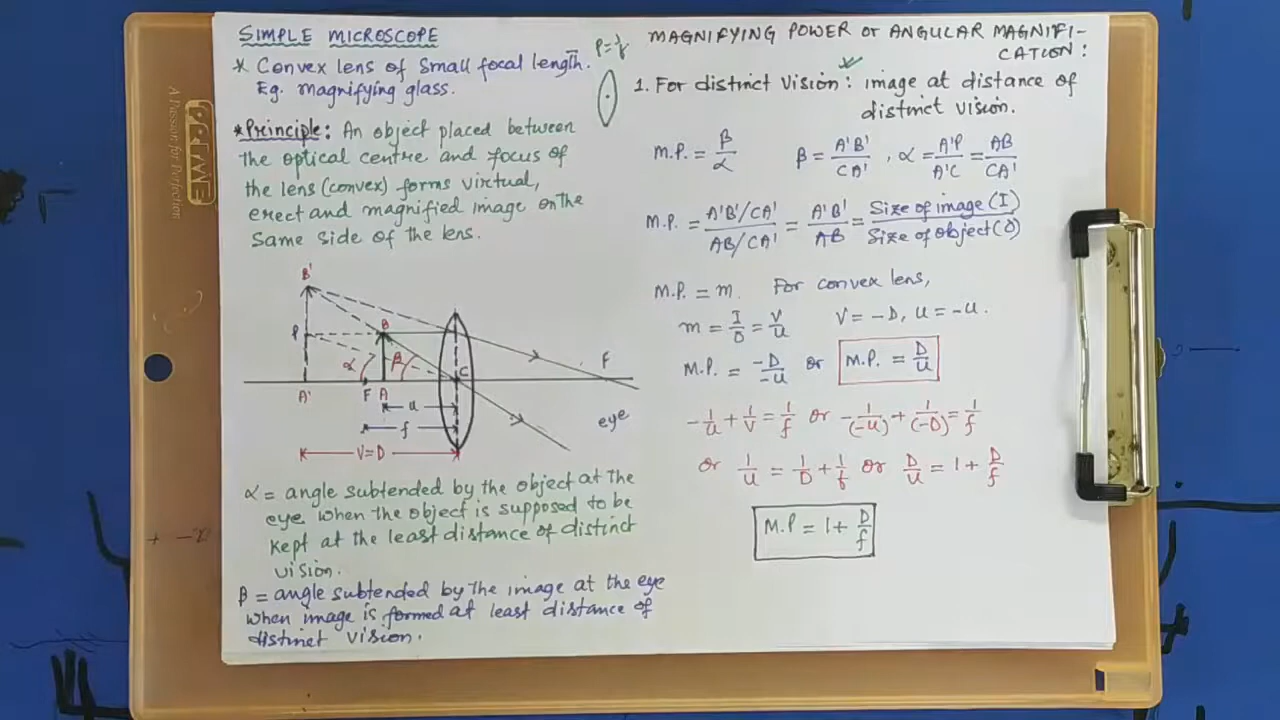 SIMPLE MICROSCOPE
* Convex lens of small focal length.
Eg. magnifying glass.
P=1/f
*Principle: An object placed between
the optical centre and focus of
the lens (convex) forms virtual,
erect and magnified image on the
same side of the lens.
B'
P
B
α
β
C
F
A'
F
A
u
f
eye
V=D
α = angle subtended by the object at the
eye when the object is supposed to be
kept at the least distance of distinct
vision.
β = angle subtended by the image at the eye
when image is formed at least distance of
distinct vision.
MAGNIFYING POWER or ANGULAR MAGNIFI-
CATION:
1. For distinct vision: image at distance of
distinct vision.
M.P. = β/α β = A'B'/CA' , α = A'P/A'C = AB/CA'
M.P. = (A'B'/CA')/(AB/CA') = A'B'/AB = Size of image (I)/Size of object (O)
M.P. = m. For convex lens,
m = I/O = V/u V = -D, u = -u.
M.P. = -D/-u or M.P. = D/u
-1/u + 1/V = 1/f or -1/(-u) + 1/(-D) = 1/f
or 1/u = 1/D + 1/f or D/u = 1 + D/f
M.P = 1 + D/f
PRIME
A Passion for Perfection